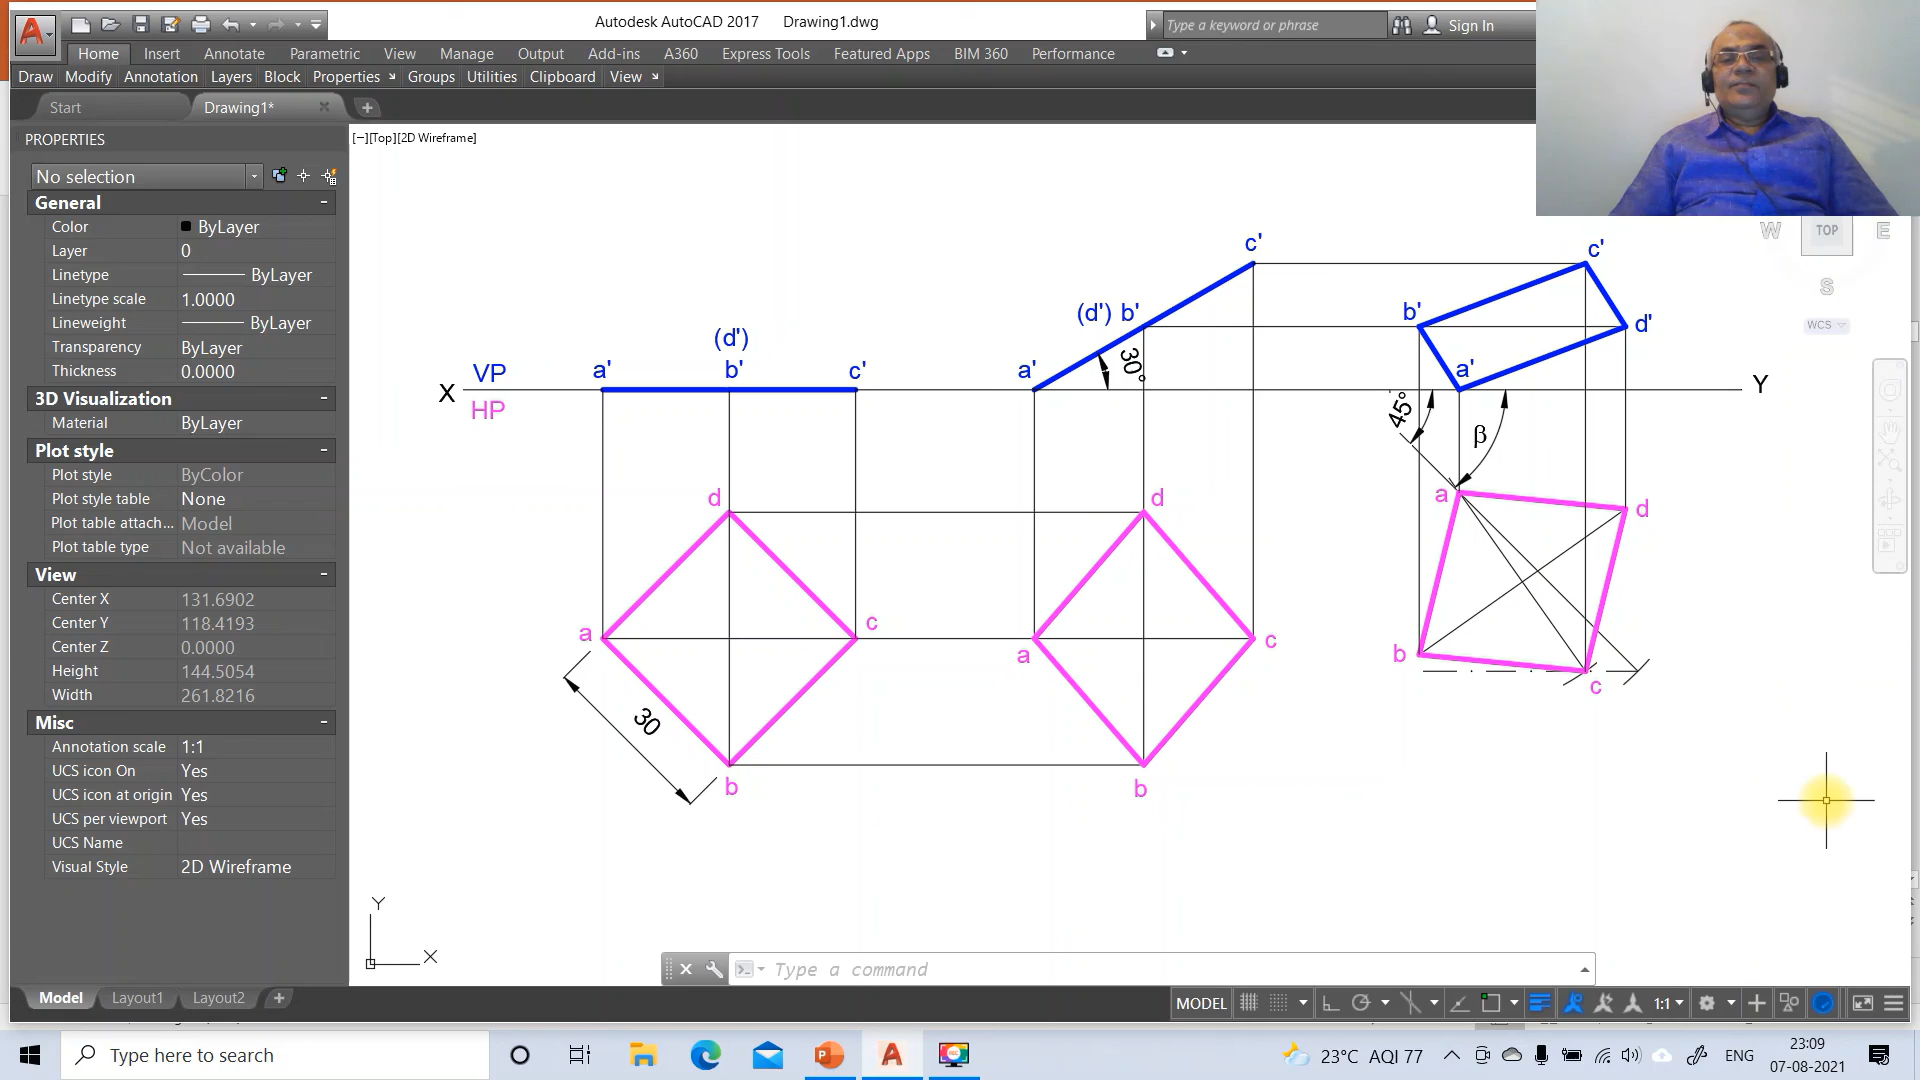 Autodesk AutoCAD 2017 Drawing1.dwg
Type a keyword or phrase
Sign In
Home Insert Annotate Parametric View Manage Output Add-ins A360 Express Tools Featured Apps BIM 360 Performance
Draw Modify Annotation Layers Block Properties Groups Utilities Clipboard View
Start Drawing1*
PROPERTIES
[−][Top][2D Wireframe]
No selection
General
Color ByLayer
Layer 0
Linetype ByLayer
Linetype scale 1.0000
Lineweight ByLayer
Transparency ByLayer
Thickness 0.0000
3D Visualization
Material ByLayer
Plot style
Plot style ByColor
Plot style table None
Plot table attach... Model
Plot table type Not available
View
Center X 131.6902
Center Y 118.4193
Center Z 0.0000
Height 144.5054
Width 261.8216
Misc
Annotation scale 1:1
UCS icon On Yes
UCS icon at origin Yes
UCS per viewport Yes
UCS Name
Visual Style 2D Wireframe
W TOP E
S
WCS
c' c'
(d') (d') b' b' d'
VP a' b' c' a' 30° a'
X Y
HP
45° β
d d a d
a c a c b c
30
b b
Y
X
Type a command
Model Layout1 Layout2
MODEL 1:1
Type here to search
23°C AQI 77 ENG
23:09
07-08-2021